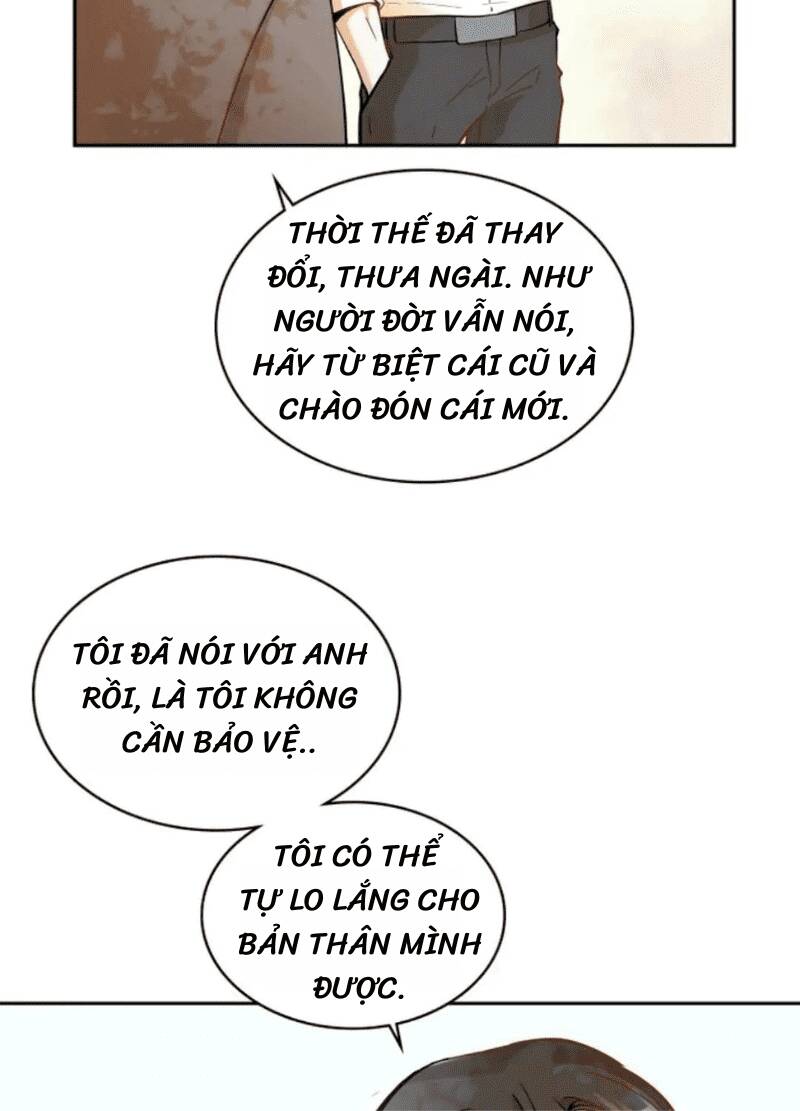 THỜI THẾ ĐÃ THAY
ĐỔI, THƯA NGÀI. NHƯ
NGƯỜI ĐỜI VẪN NÓI,
HÃY TỪ BIỆT CÁI CŨ VÀ
CHÀO ĐÓN CÁI MỚI.
TÔI ĐÃ NÓI VỚI ANH
RỒI, LÀ TÔI KHÔNG
CẦN BẢO VỆ..
TÔI CÓ THỂ
TỰ LO LẮNG CHO
BẢN THÂN MÌNH
ĐƯỢC.